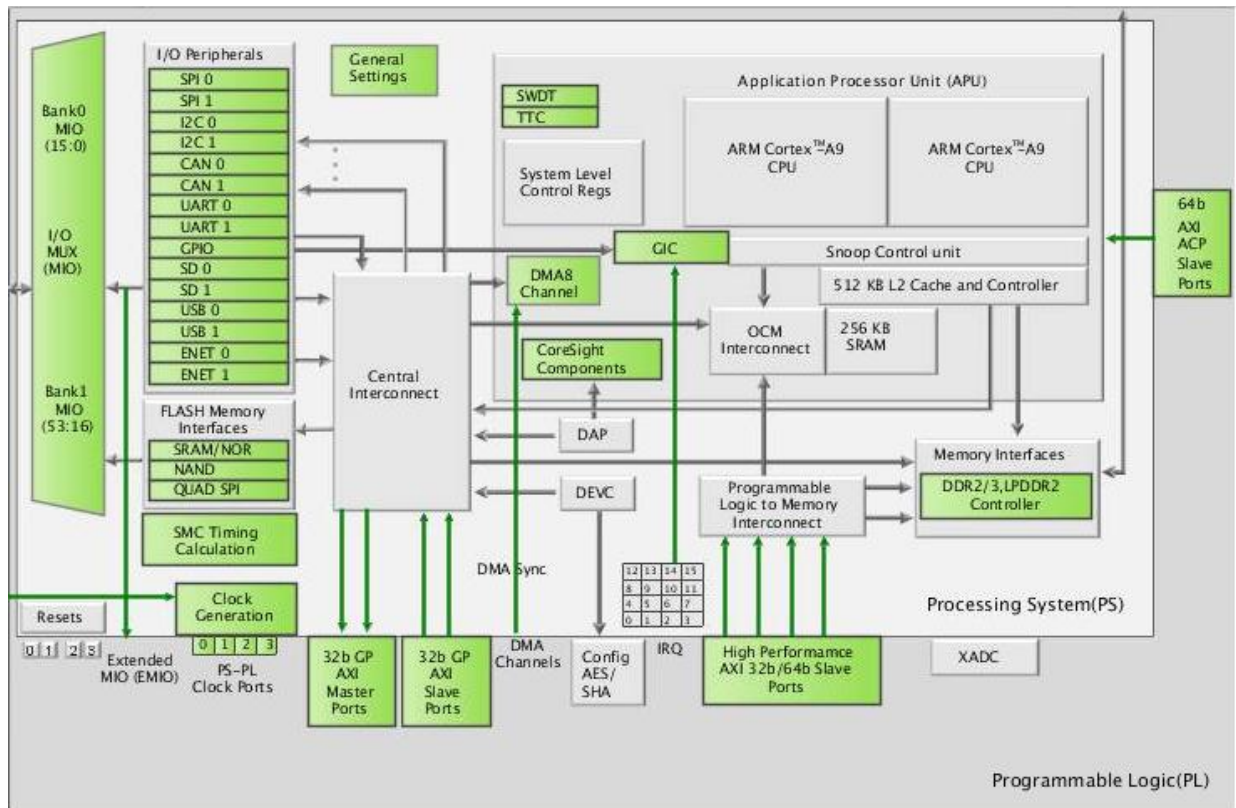 I/O Peripherals
SPI 0
SPI 1
I2C 0
I2C 1
CAN 0
CAN 1
UART 0
UART 1
GPIO
SD 0
SD 1
USB 0
USB 1
ENET 0
ENET 1
Bank0
MIO
(15:0)
I/O
MUX
(MIO)
Bank1
MIO
(53:16)
FLASH Memory
Interfaces
SRAM/NOR
NAND
QUAD SPI
SMC Timing
Calculation
Clock
Generation
Resets
0 1 2 3
Extended
MIO (EMIO)
0 1 2 3
PS-PL
Clock Ports
General
Settings
Application Processor Unit (APU)
SWDT
TTC
System Level
Control Regs
ARM Cortex™-A9
CPU
ARM Cortex™-A9
CPU
GIC
Snoop Control unit
512 KB L2 Cache and Controller
DMA8
Channel
OCM
Interconnect
256 KB
SRAM
CoreSight
Components
Central
Interconnect
DAP
DEVC
Memory Interfaces
DDR2/3,LPDDR2
Controller
Programmable
Logic to Memory
Interconnect
64b
AXI
ACP
Slave
Ports
DMA Sync
12 13 14 15
8 9 10 11
4 5 6 7
0 1 2 3
Processing System(PS)
32b GP
AXI
Master
Ports
32b GP
AXI
Slave
Ports
DMA
Channels
Config
AES/
SHA
IRQ
High Performamce
AXI 32b/64b Slave
Ports
XADC
Programmable Logic(PL)